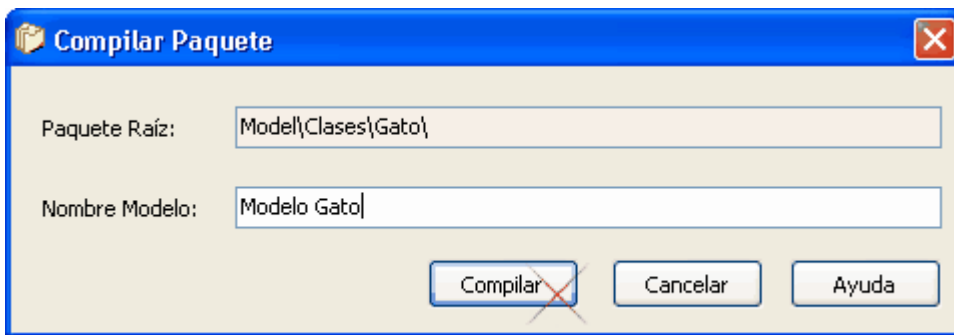 Compilar Paquete
Paquete Raíz: Model\Clases\Gato\
Nombre Modelo: Modelo Gato
Compilar Cancelar Ayuda